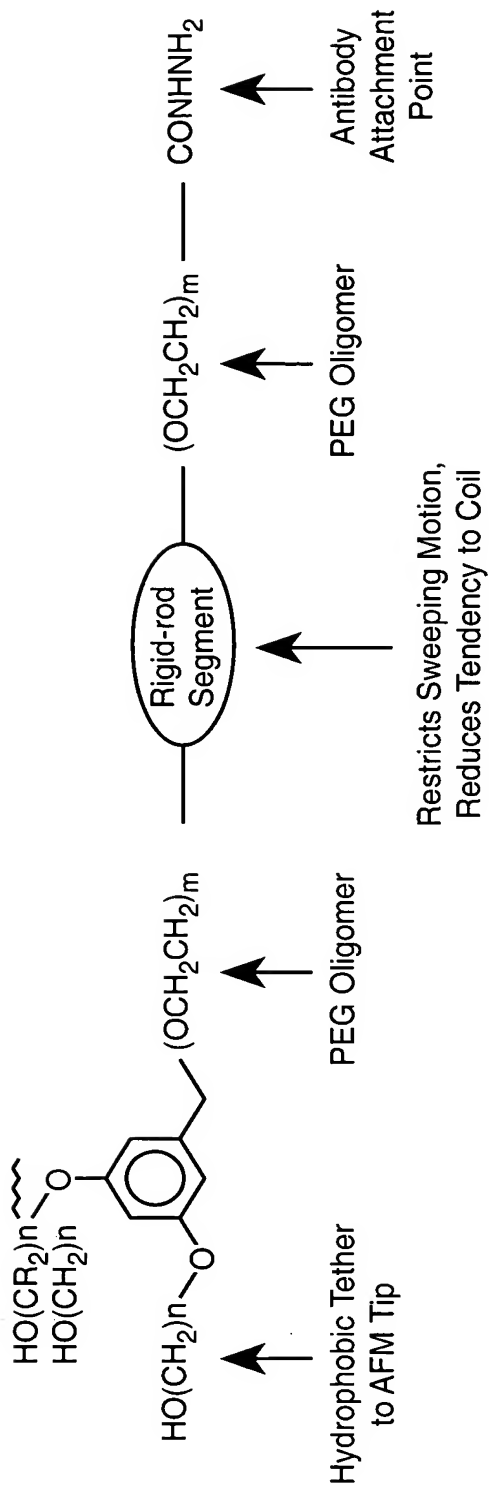 HO(CR₂)n
HO(CH₂)n
O
HO(CH₂)n
O
(OCH₂CH₂)m
Rigid-rod
Segment
(OCH₂CH₂)m
CONHNH₂
Hydrophobic Tether
to AFM Tip
PEG Oligomer
Restricts Sweeping Motion,
Reduces Tendency to Coil
PEG Oligomer
Antibody
Attachment
Point